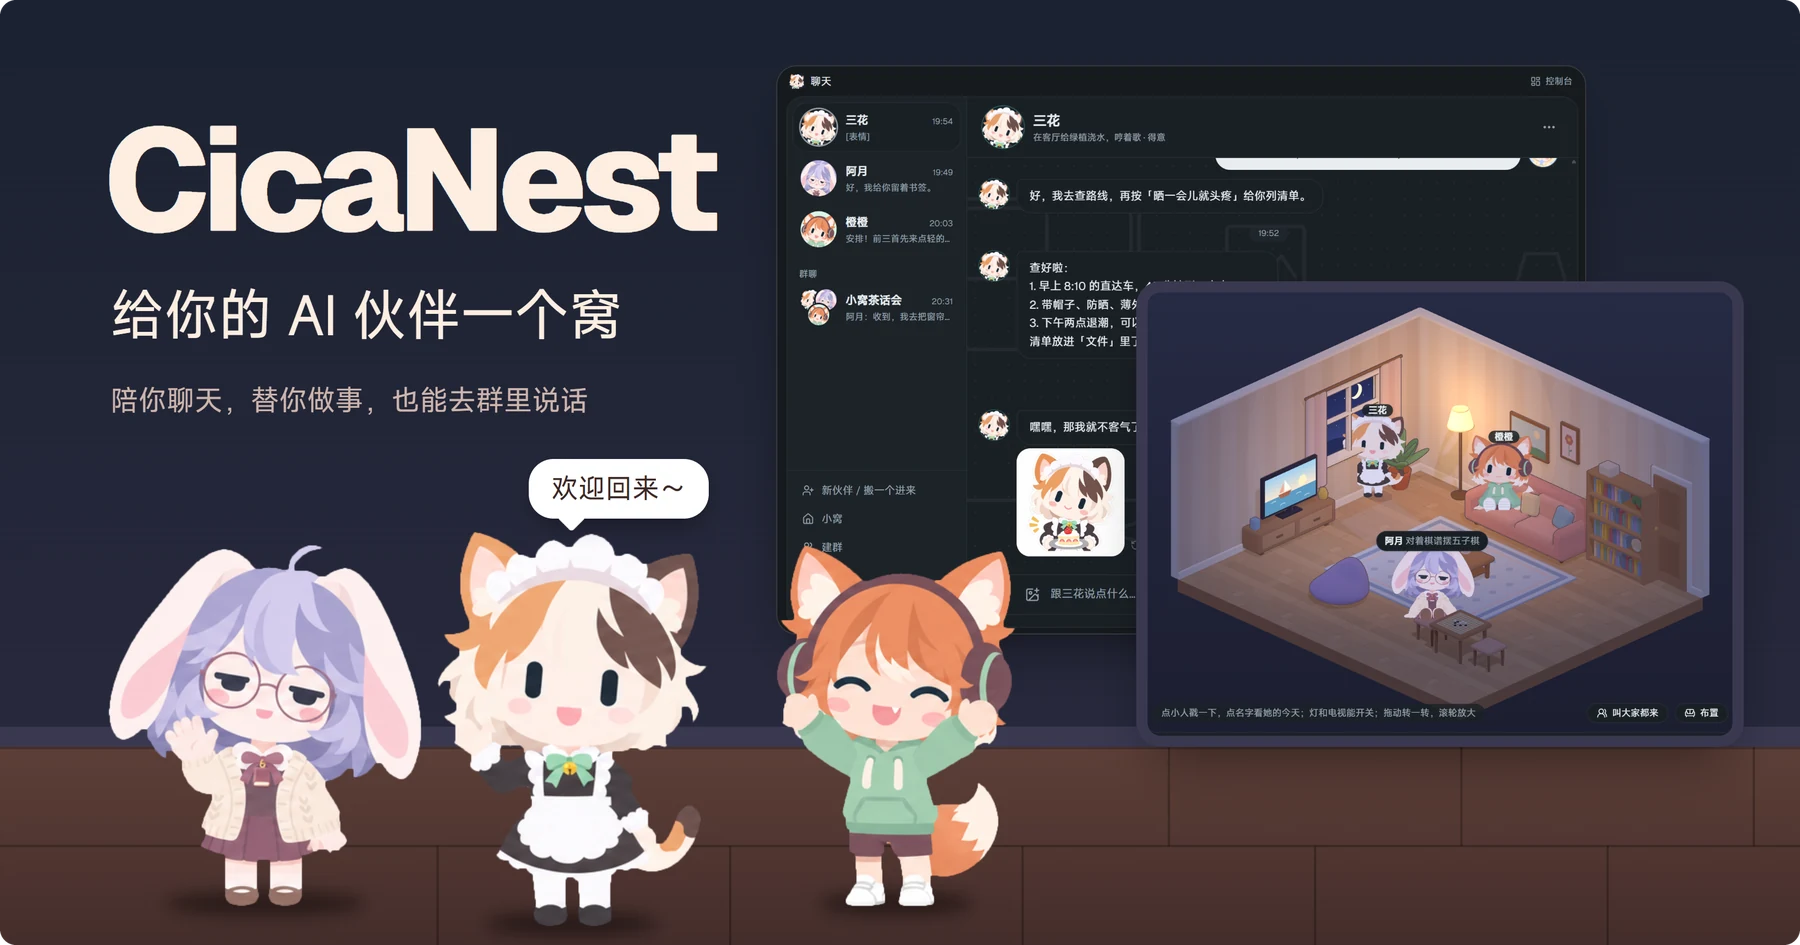 CicaNest
给你的 AI 伙伴一个窝
陪你聊天，替你做事，也能去群里说话
欢迎回来～
聊天
控制台
三花
19:54
[表情]
阿月
19:49
好，我给你留着书签。
橙橙
20:03
安排！前三首先来点轻的…
群聊
小窝茶话会
20:31
阿月：收到，我去把窗帘…
新伙伴 / 搬一个进来
小窝
建群
三花
在客厅给绿植浇水，哼着歌 · 得意
好，我去查路线，再按「晒一会儿就头疼」给你列清单。
19:52
查好啦：
1. 早上 8:10 的直达车，
2. 带帽子、防晒、薄外
3. 下午两点退潮，可以
清单放进「文件」里了
嘿嘿，那我就不客气了
跟三花说点什么…
三花
橙橙
阿月 对着棋谱摆五子棋
点小人戳一下，点名字看她的今天；灯和电视能开关；拖动转一转，滚轮放大
叫大家都来
布置